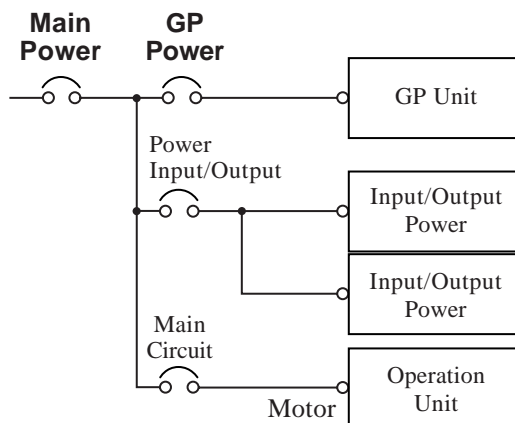 Main
Power
GP
Power
GP Unit
Power
Input/Output
Input/Output
Power
Input/Output
Power
Main
Circuit
Motor
Operation
Unit